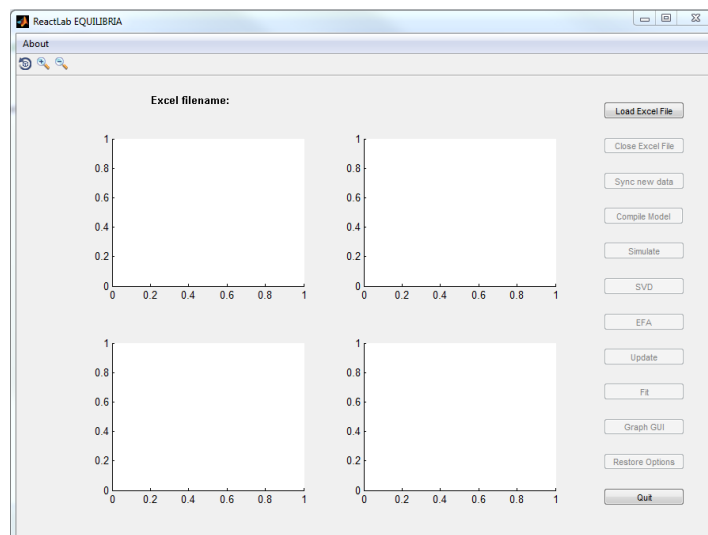 ReactLab EQUILIBRIA
About
Excel filename:
Load Excel File
Close Excel File
Sync new data
Compile Model
Simulate
SVD
EFA
Update
Fit
Graph GUI
Restore Options
Quit
1
0.8
0.6
0.4
0.2
0
0 0.2 0.4 0.6 0.8 1
1
0.8
0.6
0.4
0.2
0
0 0.2 0.4 0.6 0.8 1
1
0.8
0.6
0.4
0.2
0
0 0.2 0.4 0.6 0.8 1
1
0.8
0.6
0.4
0.2
0
0 0.2 0.4 0.6 0.8 1